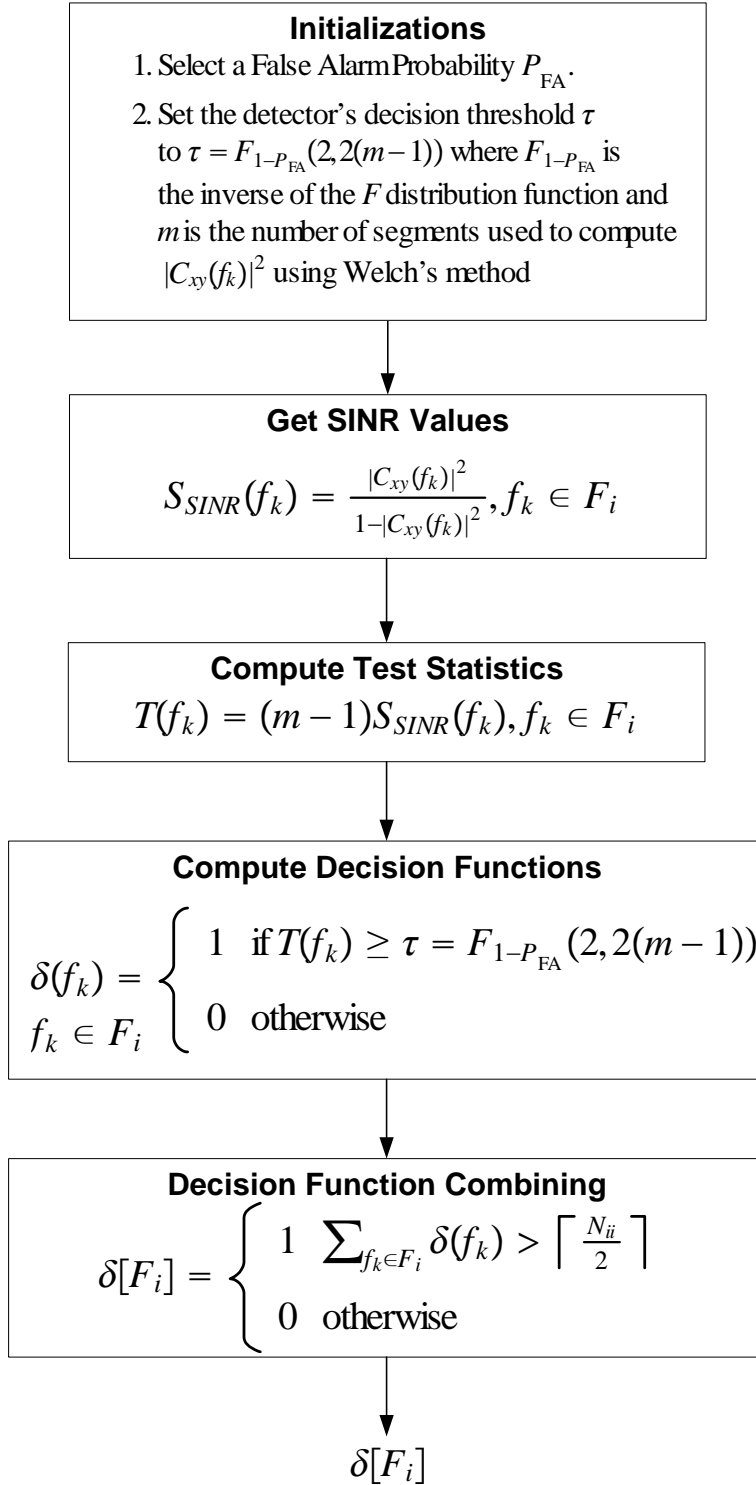 Initializations
1. Select a False Alarm Probability P_FA.
2. Set the detector's decision threshold τ
to τ = F_{1−P_FA}(2,2(m−1)) where F_{1−P_FA} is
the inverse of the F distribution function and
m is the number of segments used to compute
|C_xy(f_k)|² using Welch's method
Get SINR Values
S_SINR(f_k) = |C_xy(f_k)|² / 1−|C_xy(f_k)|², f_k ∈ F_i
Compute Test Statistics
T(f_k) = (m − 1)S_SINR(f_k), f_k ∈ F_i
Compute Decision Functions
δ(f_k) = { 1 if T(f_k) ≥ τ = F_{1−P_FA}(2,2(m − 1))
f_k ∈ F_i 0 otherwise
Decision Function Combining
δ[F_i] = { 1 ∑_{f_k∈F_i} δ(f_k) > ⌈N_ii / 2⌉
0 otherwise
δ[F_i]